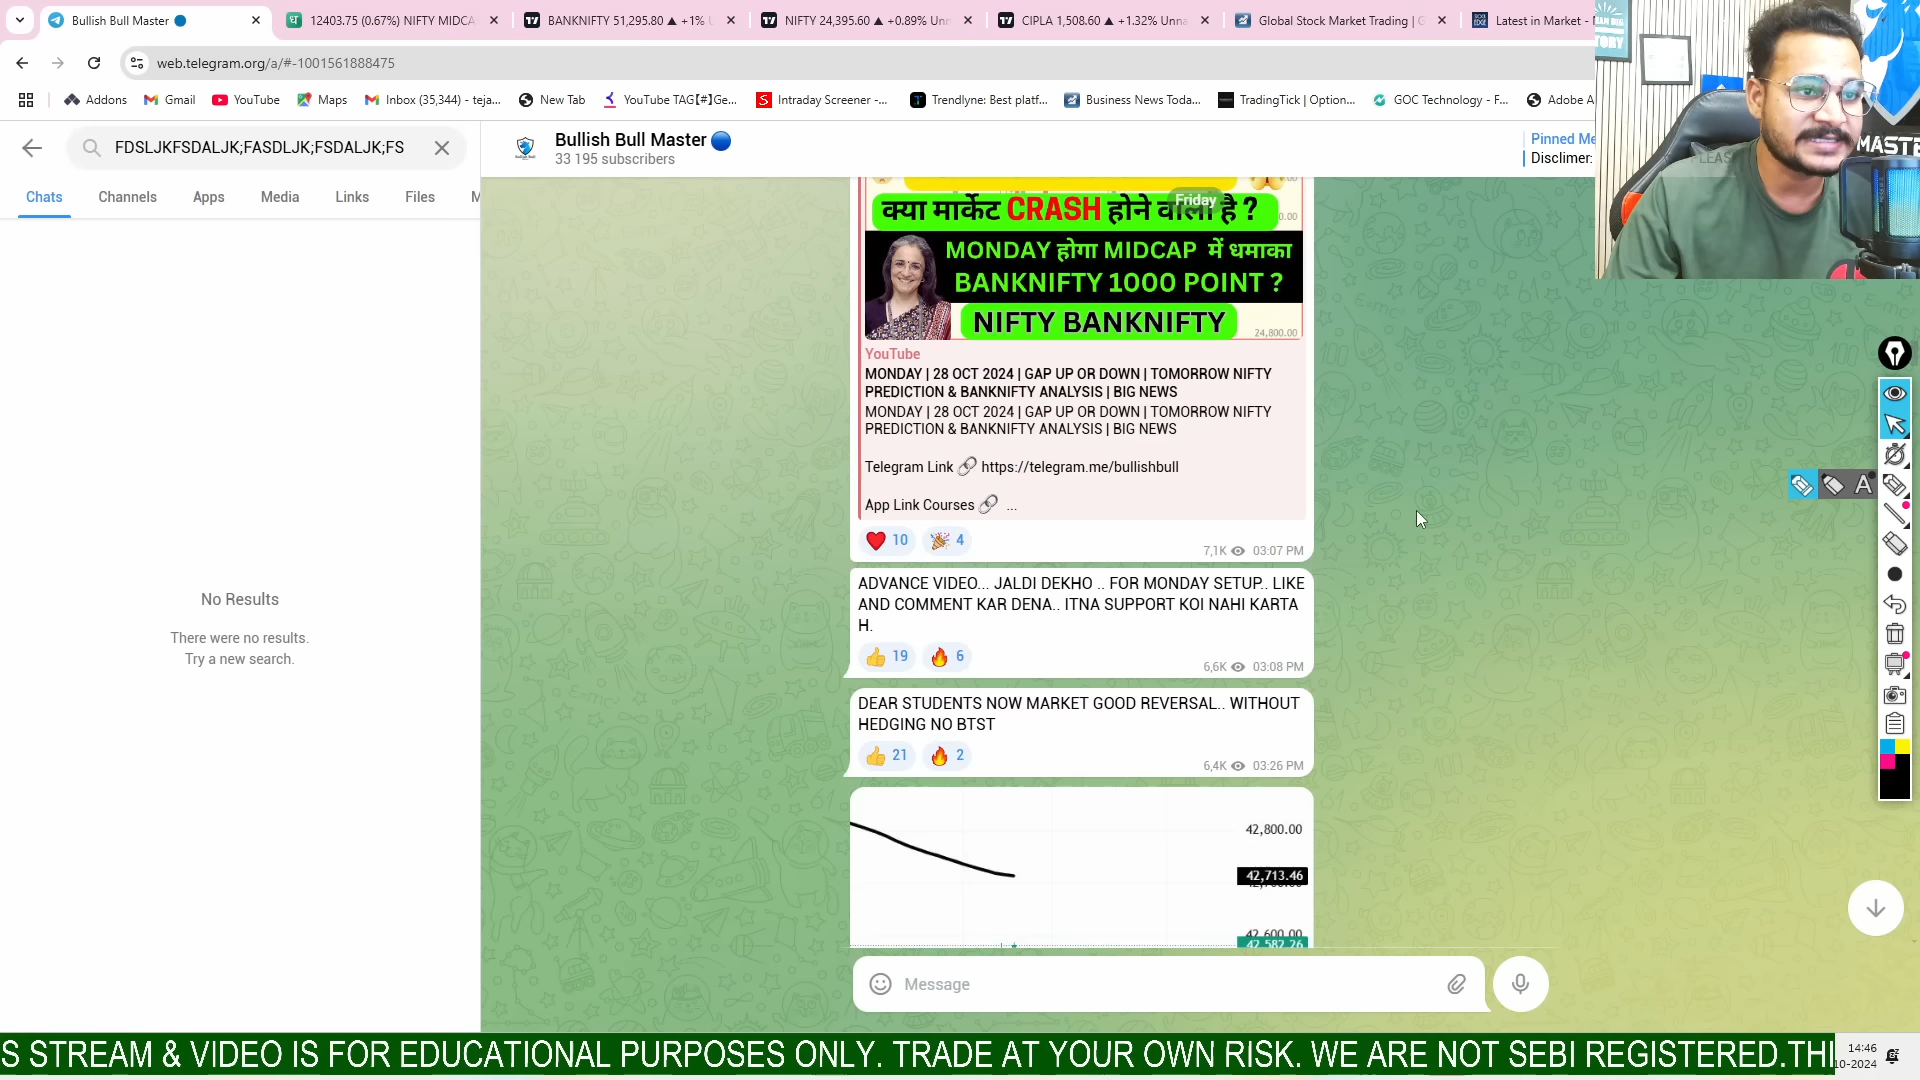 Bullish Bull Master
12403.75 (0.67%) NIFTY MIDCA
BANKNIFTY 51,295.80 ▲ +1% U
NIFTY 24,395.60 ▲ +0.89% Unn
CIPLA 1,508.60 ▲ +1.32% Unna
Global Stock Market Trading | G
Latest in Market -
web.telegram.org/a/#-1001561888475
Addons
Gmail
YouTube
Maps
Inbox (35,344) - teja...
New Tab
YouTube TAG【#】Ge...
Intraday Screener -...
Trendlyne: Best platf...
Business News Toda...
TradingTick | Option...
GOC Technology - F...
Adobe A
FDSLJKFSDALJK;FASDLJK;FSDALJK;FS
Chats
Channels
Apps
Media
Links
Files
M
No Results
There were no results.
Try a new search.
Bullish Bull Master
33 195 subscribers
Pinned Me
Disclimer:
Friday
क्या मार्केट CRASH होने वाला है ?
MONDAY होगा MIDCAP में धमाका
BANKNIFTY 1000 POINT ?
NIFTY BANKNIFTY
24,800.00
YouTube
MONDAY | 28 OCT 2024 | GAP UP OR DOWN | TOMORROW NIFTY
PREDICTION & BANKNIFTY ANALYSIS | BIG NEWS
MONDAY | 28 OCT 2024 | GAP UP OR DOWN | TOMORROW NIFTY
PREDICTION & BANKNIFTY ANALYSIS | BIG NEWS
Telegram Link 🔗 https://telegram.me/bullishbull
App Link Courses 🔗 ...
❤️ 10 🎉 4
7,1K 03:07 PM
ADVANCE VIDEO... JALDI DEKHO .. FOR MONDAY SETUP.. LIKE
AND COMMENT KAR DENA.. ITNA SUPPORT KOI NAHI KARTA
H.
👍 19 🔥 6
6,6K 03:08 PM
DEAR STUDENTS NOW MARKET GOOD REVERSAL.. WITHOUT
HEDGING NO BTST
👍 21 🔥 2
6,4K 03:26 PM
42,800.00
42,713.46
42,600.00
42,582.26
Message
MASTE
A
S STREAM & VIDEO IS FOR EDUCATIONAL PURPOSES ONLY. TRADE AT YOUR OWN RISK. WE ARE NOT SEBI REGISTERED.THI
14:46
10-2024